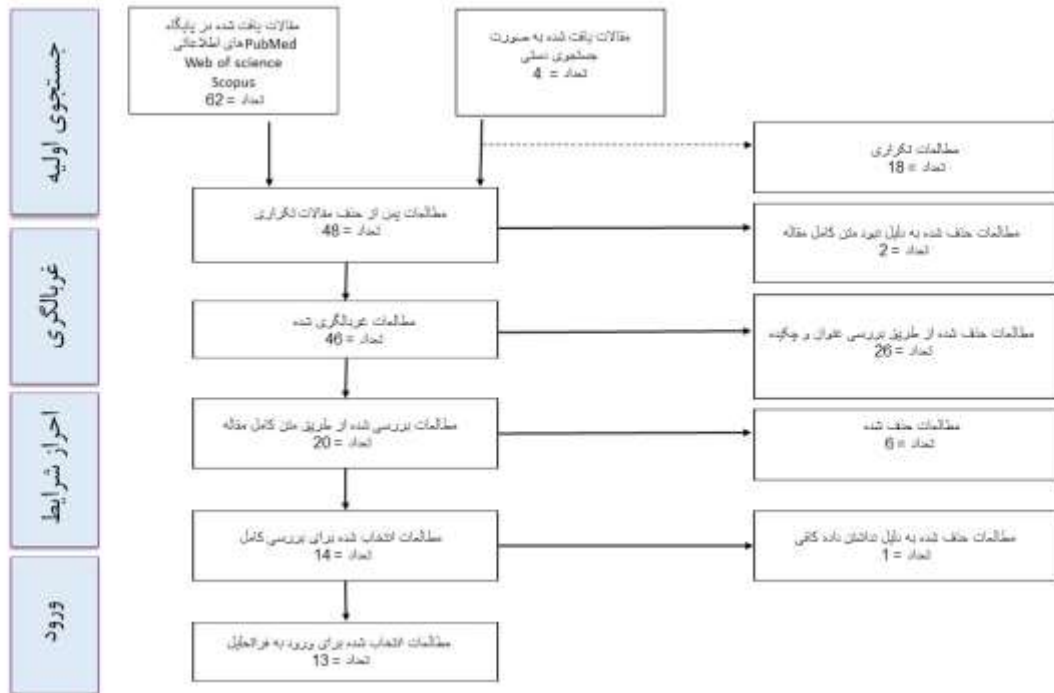 جستجوی اولیه
مقالات یافت شده در پایگاه
های اطلاعاتیPubMed
Web of science
Scopus
تعداد = 62
مقالات یافت شده به صورت
جستجوی دستی
تعداد = 4
مطالعات تکراری
تعداد = 18
مطالعات پس از حذف مقالات تکراری
تعداد = 48
مطالعات حذف شده به دلیل نبود متن کامل مقاله
تعداد = 2
غربالگری
مطالعات غربالگری شده
تعداد = 46
مطالعات حذف شده از طریق بررسی عنوان و چکیده
تعداد = 26
احراز شرایط
مطالعات بررسی شده از طریق متن کامل مقاله
تعداد = 20
مطالعات حذف شده
تعداد = 6
مطالعات انتخاب شده برای بررسی کامل
تعداد = 14
مطالعات حذف شده به دلیل نداشتن داده کافی
تعداد = 1
ورود
مطالعات انتخاب شده برای ورود به فراتحلیل
تعداد = 13